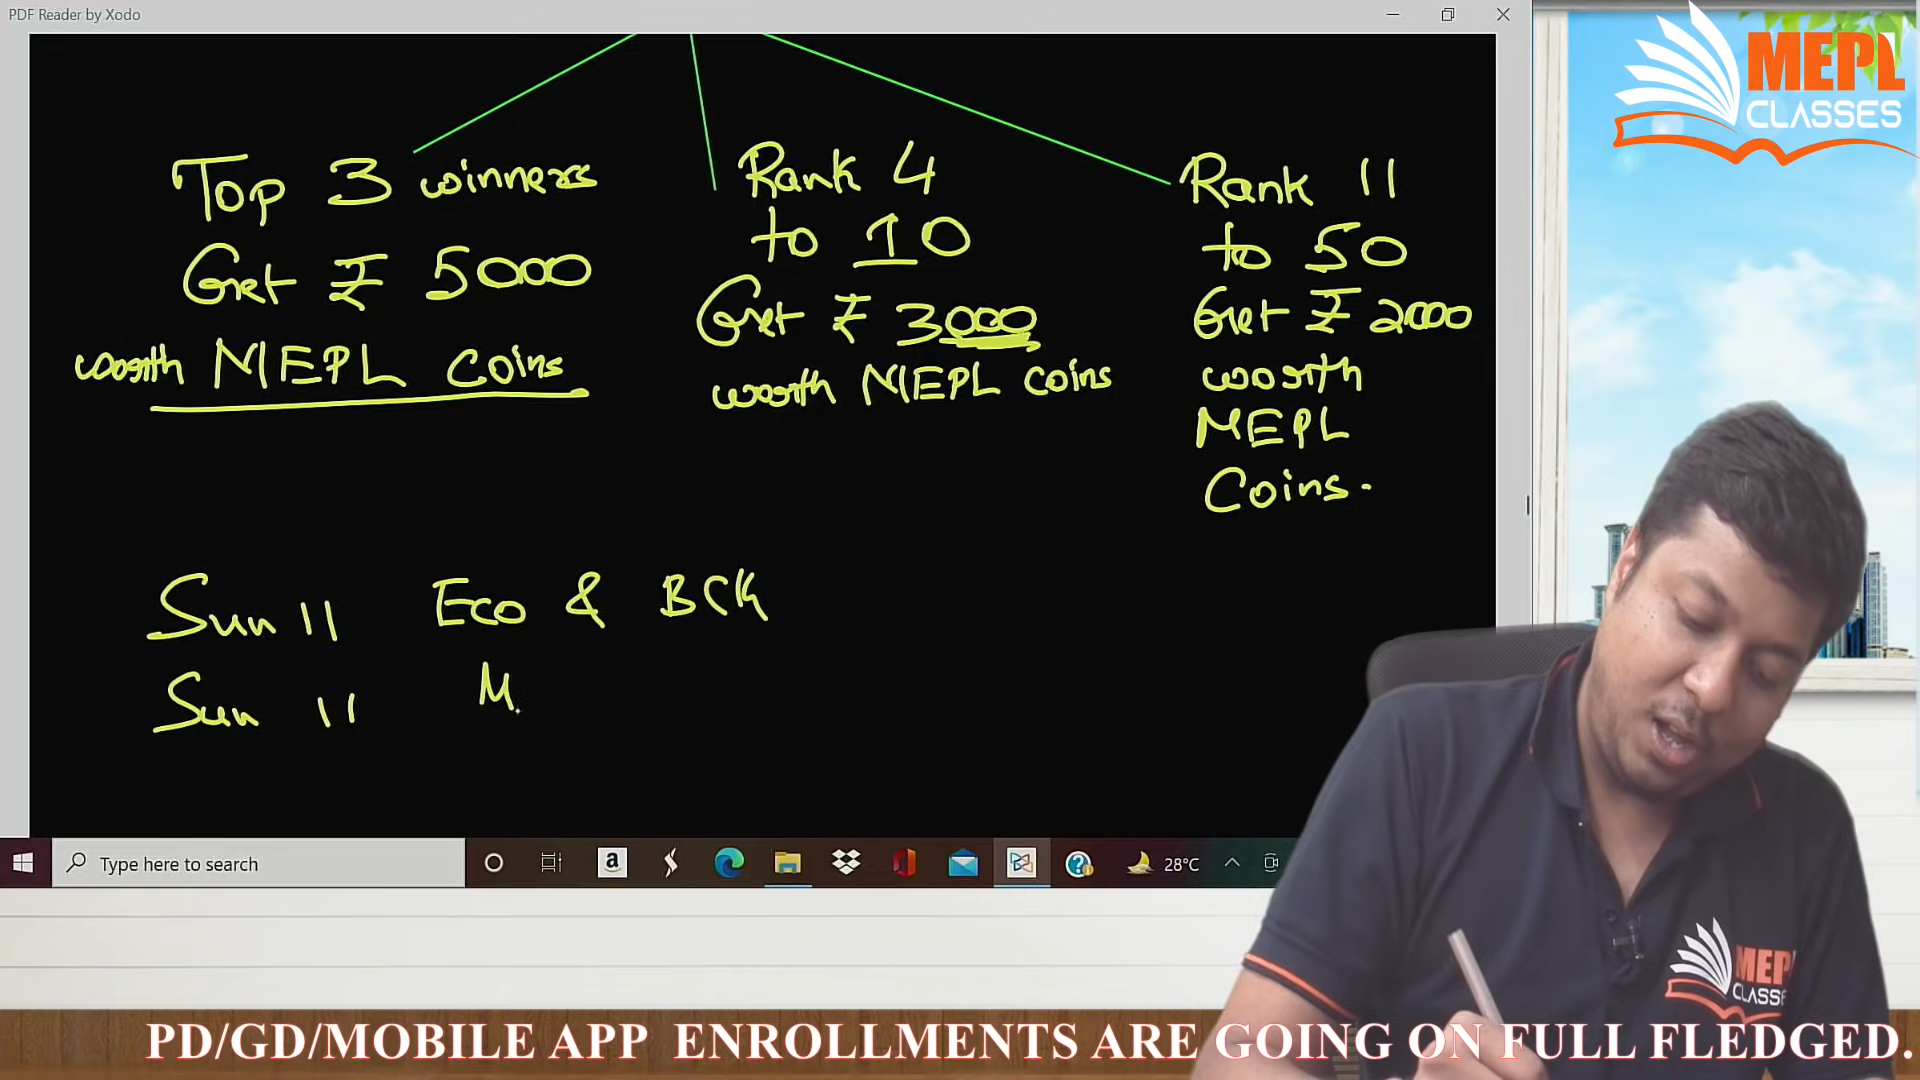 PDF Reader by Xodo
MEPL
CLASSES
Top 3 winners
Get ₹ 5000
worth MEPL coins
Rank 4
to 10
Get ₹ 3000
worth MEPL coins
Rank 11
to 50
Get ₹ 2000
worth
MEPL
Coins.
Sun 11 Eco & BCK
Sun 11 M
Type here to search
28°C
MEPL
CLASSES
PD/GD/MOBILE APP ENROLLMENTS ARE GOING ON FULL FLEDGED.